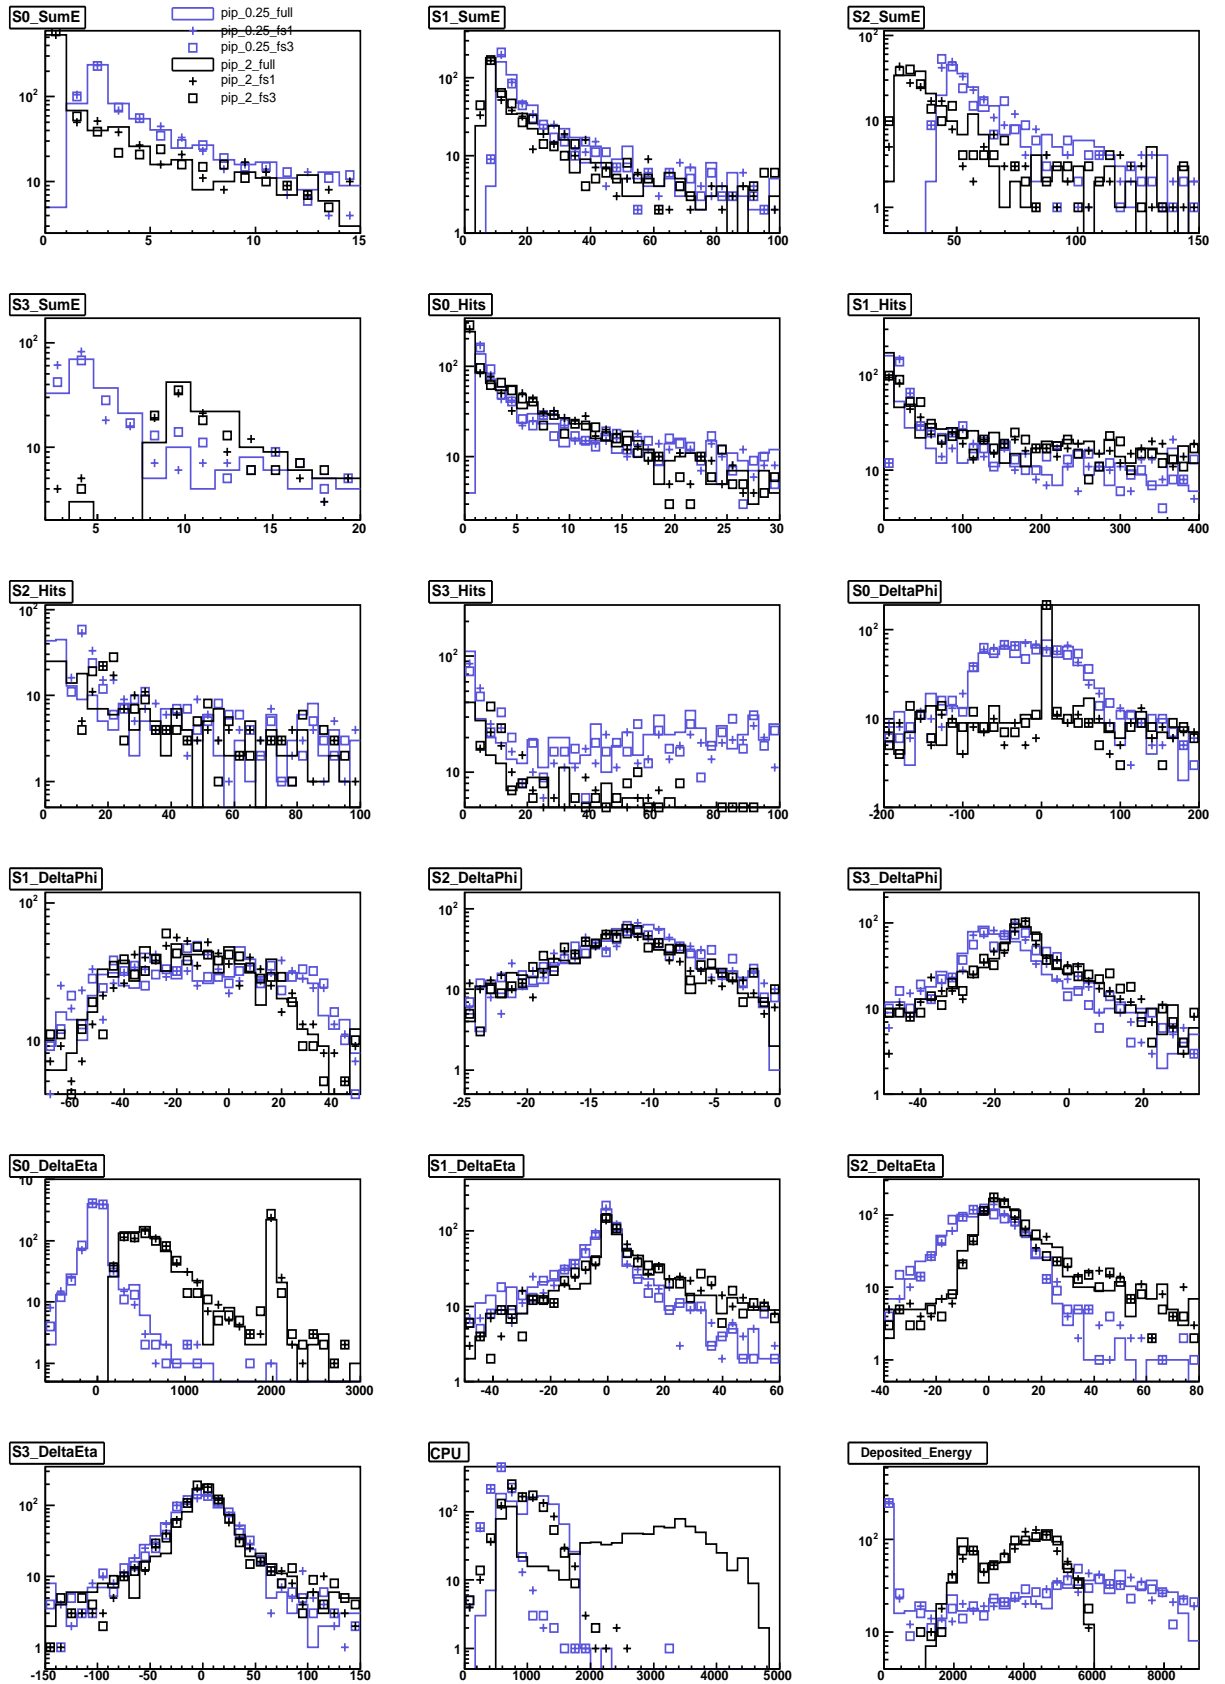 S0_SumE
pip_0.25_full
pip_0.25_fs1
pip_0.25_fs3
pip_2_full
pip_2_fs1
pip_2_fs3
10²
10
0 5 10 15
S1_SumE
10²
10
1
0 20 40 60 80 100
S2_SumE
10²
10
1
50 100 150
S3_SumE
10²
10
5 10 15 20
S0_Hits
10²
10
0 5 10 15 20 25 30
S1_Hits
10²
10
0 100 200 300 400
S2_Hits
10²
10
1
0 20 40 60 80 100
S3_Hits
10²
10
0 20 40 60 80 100
S0_DeltaPhi
10²
10
1
-200 -100 0 100 200
S1_DeltaPhi
10²
10
-60 -40 -20 0 20 40
S2_DeltaPhi
10²
10
1
-25 -20 -15 -10 -5 0
S3_DeltaPhi
10²
10
1
-40 -20 0 20
S0_DeltaEta
10³
10²
10
1
0 1000 2000 3000
S1_DeltaEta
10²
10
1
-40 -20 0 20 40 60
S2_DeltaEta
10²
10
1
-40 -20 0 20 40 60 80
S3_DeltaEta
10²
10
1
-150 -100 -50 0 50 100 150
CPU
10²
10
1
0 1000 2000 3000 4000 5000
Deposited_Energy
10²
10
0 2000 4000 6000 8000